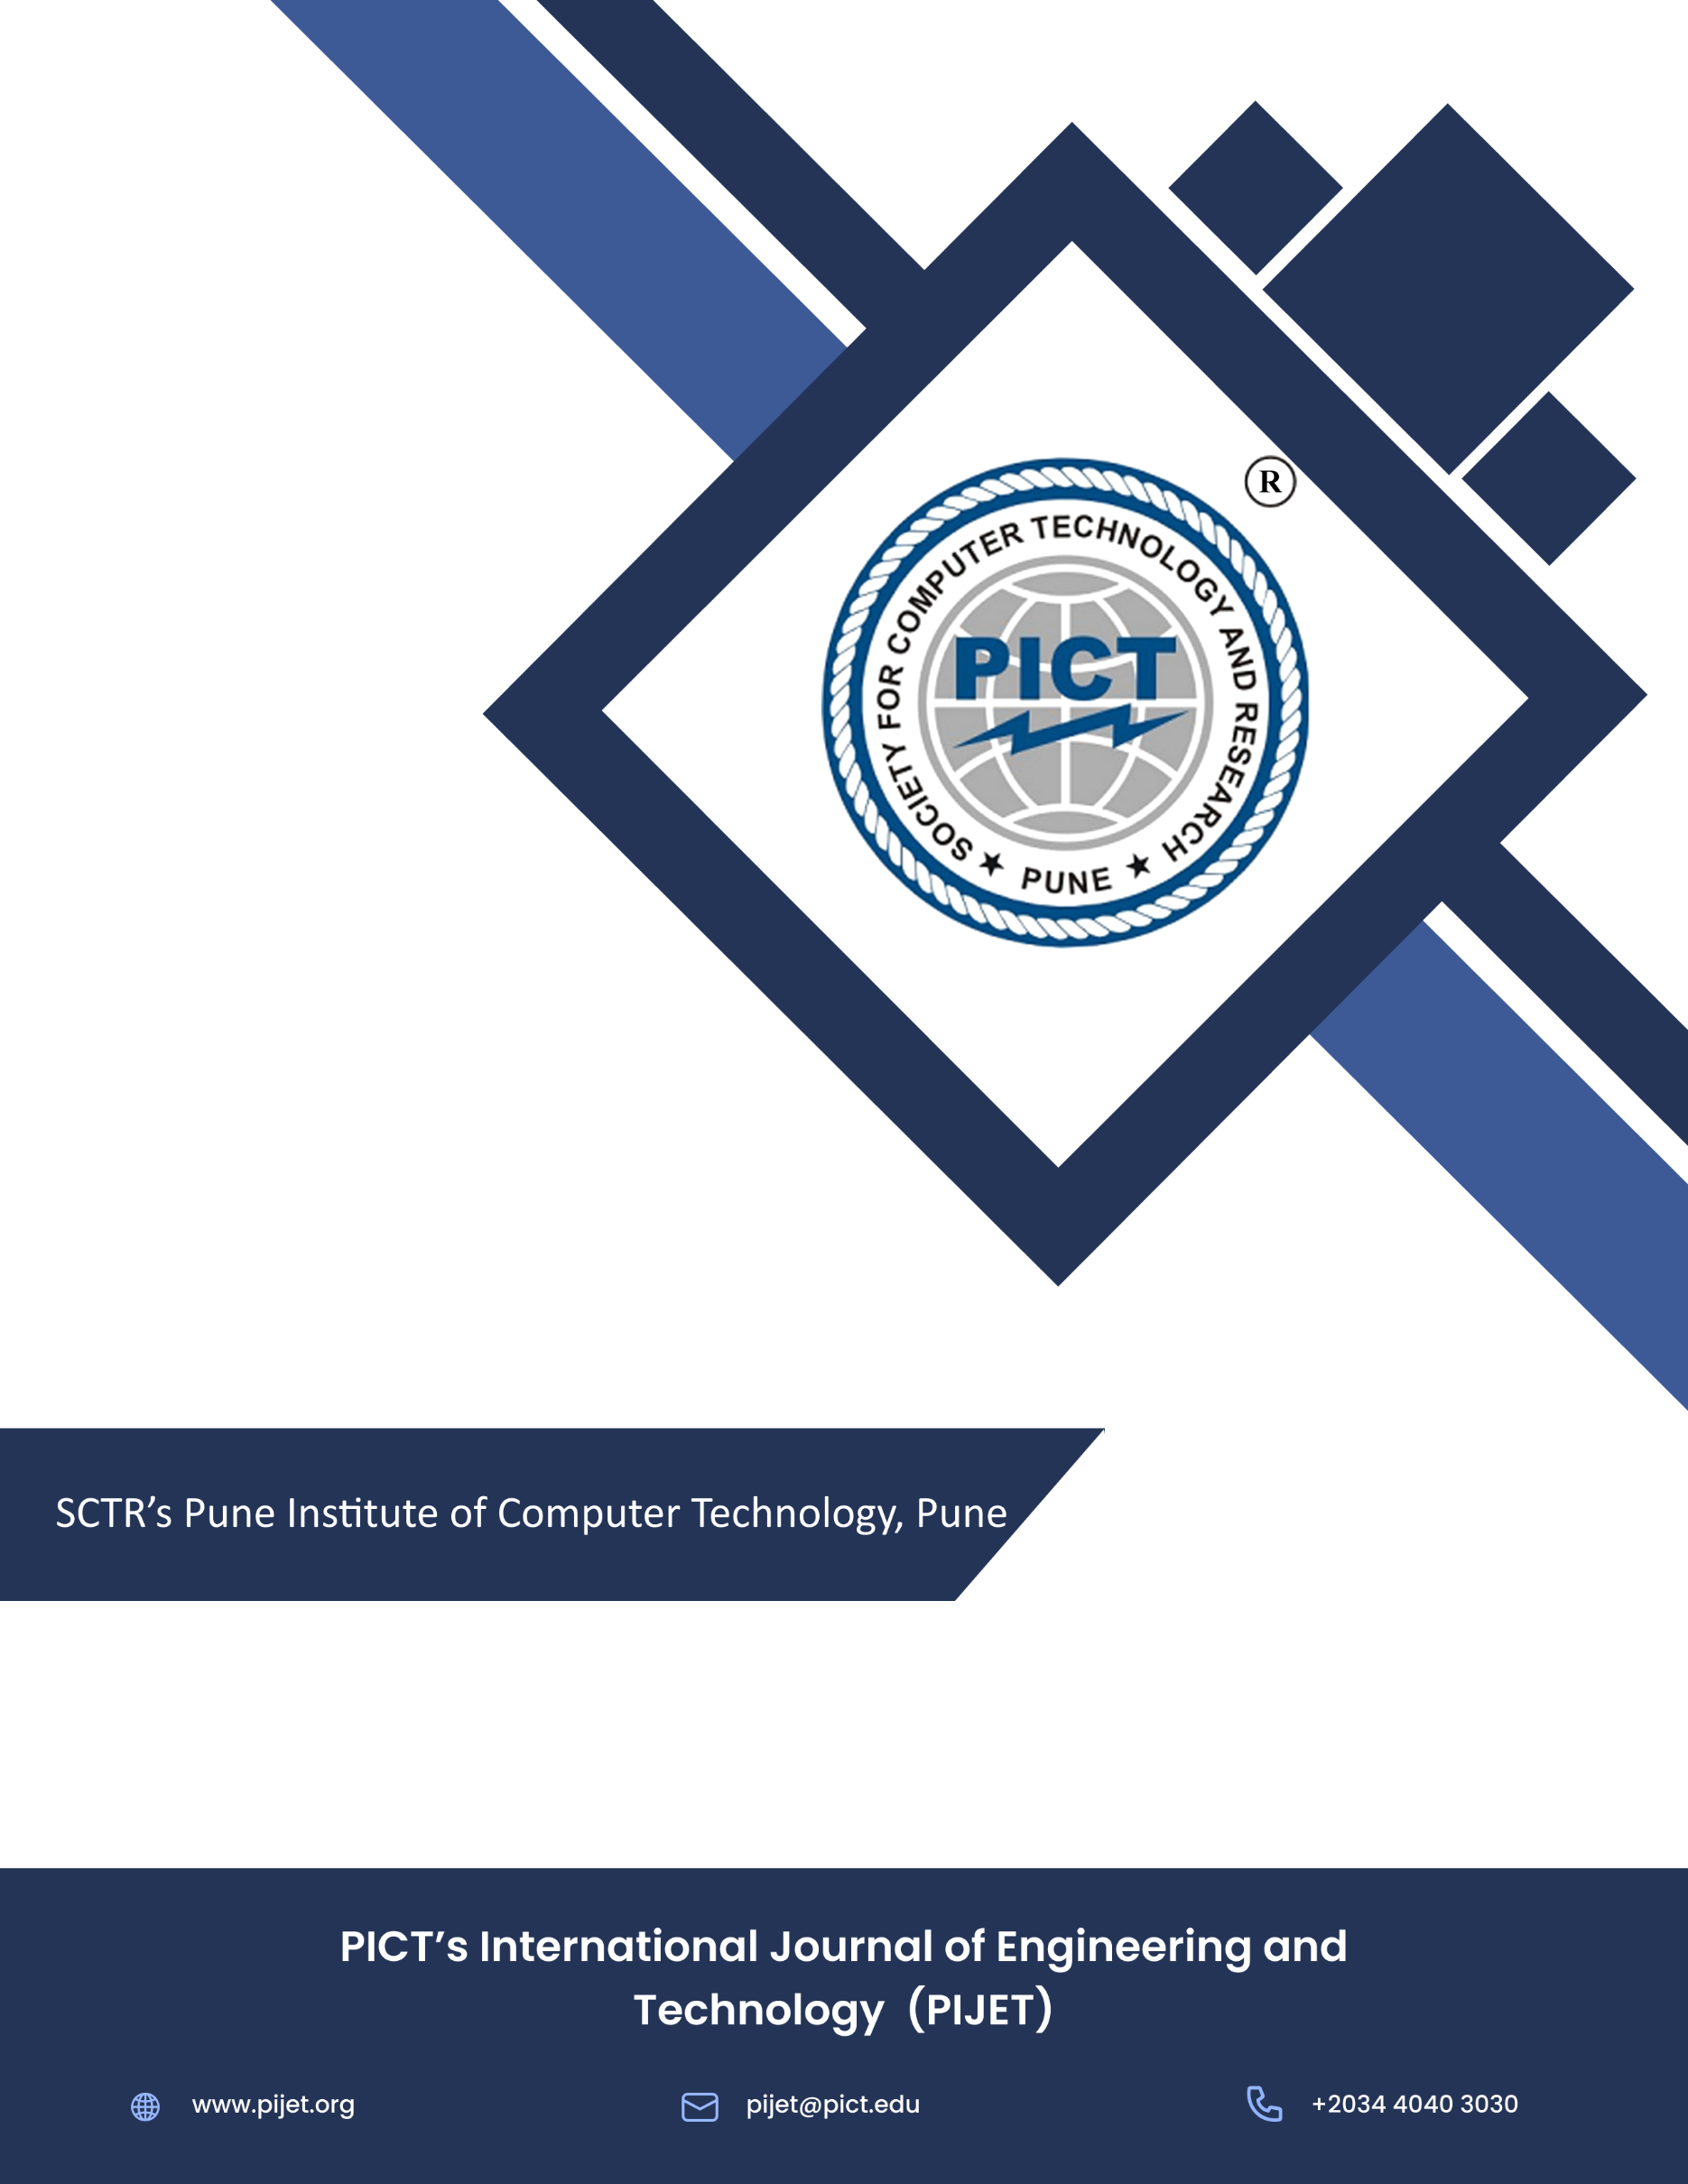 ®
SOCIETY FOR COMPUTER TECHNOLOGY AND RESEARCH
PICT
★ PUNE ★
SCTR’s Pune Institute of Computer Technology, Pune
PICT’s International Journal of Engineering and
Technology (PIJET)
www.pijet.org
pijet@pict.edu
+2034 4040 3030